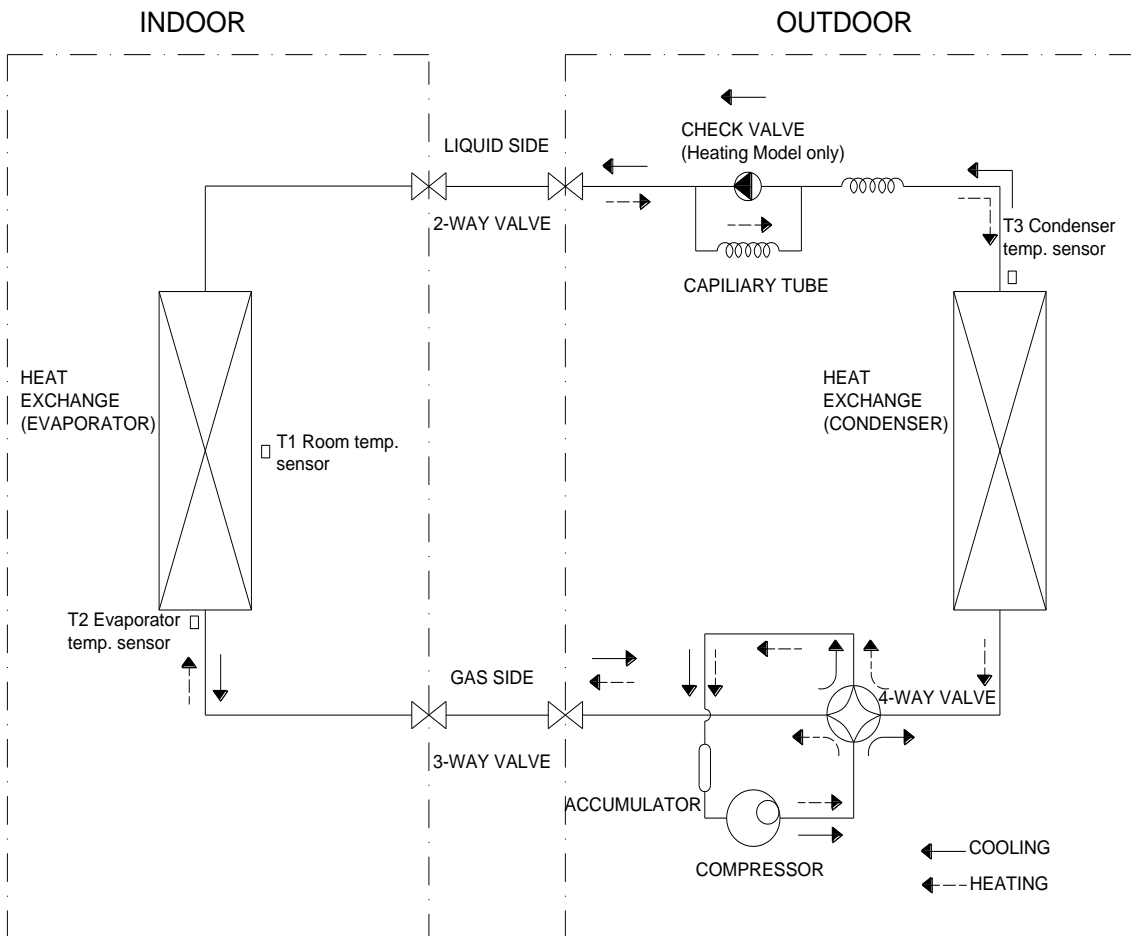 INDOOR
OUTDOOR
LIQUID SIDE
CHECK VALVE
(Heating Model only)
2-WAY VALVE
T3 Condenser
temp. sensor
CAPILIARY TUBE
HEAT
EXCHANGE
(EVAPORATOR)
T1 Room temp.
sensor
HEAT
EXCHANGE
(CONDENSER)
T2 Evaporator
temp. sensor
GAS SIDE
4-WAY VALVE
3-WAY VALVE
ACCUMULATOR
COMPRESSOR
COOLING
HEATING